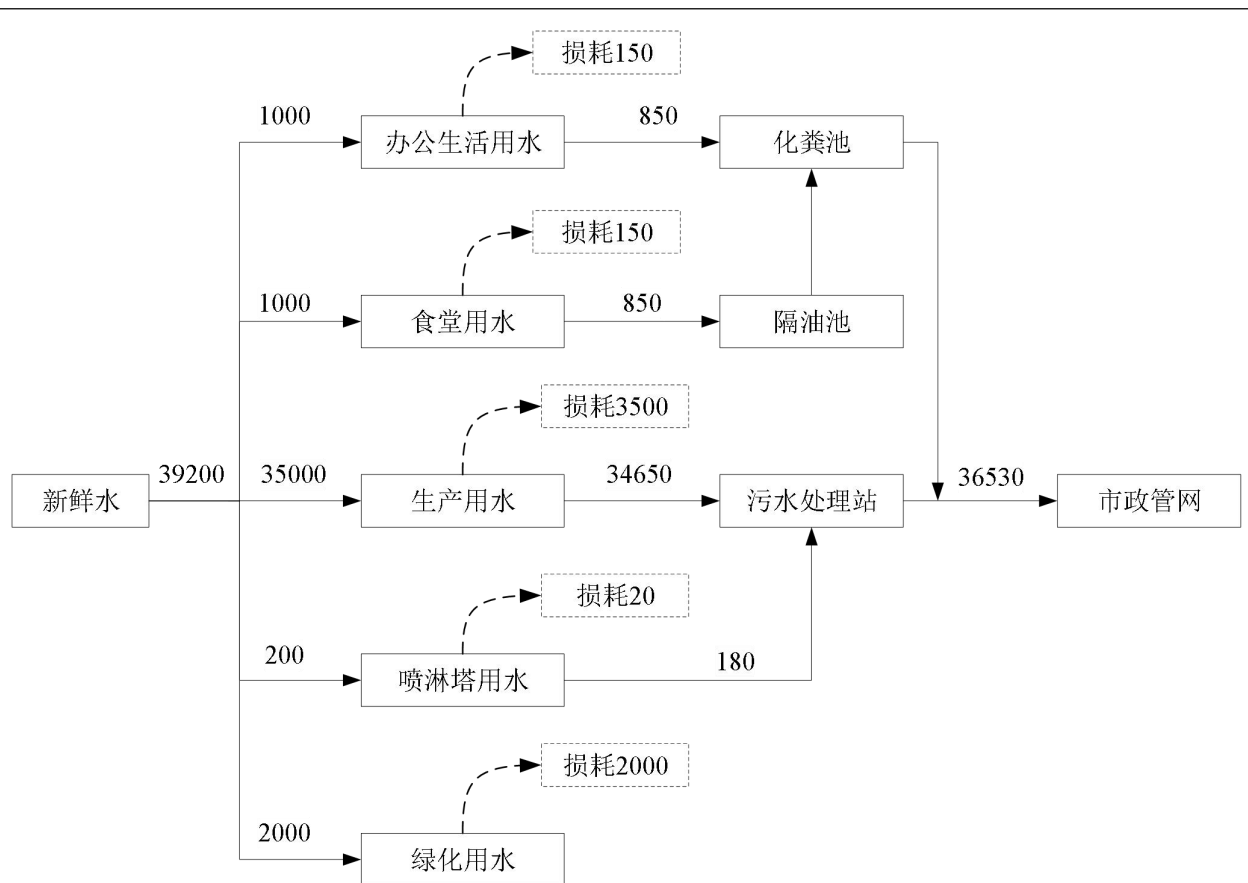 损耗150
1000
办公生活用水
850
化粪池
损耗150
1000
食堂用水
850
隔油池
损耗3500
新鲜水
39200
35000
生产用水
34650
污水处理站
36530
市政管网
损耗20
200
喷淋塔用水
180
损耗2000
2000
绿化用水